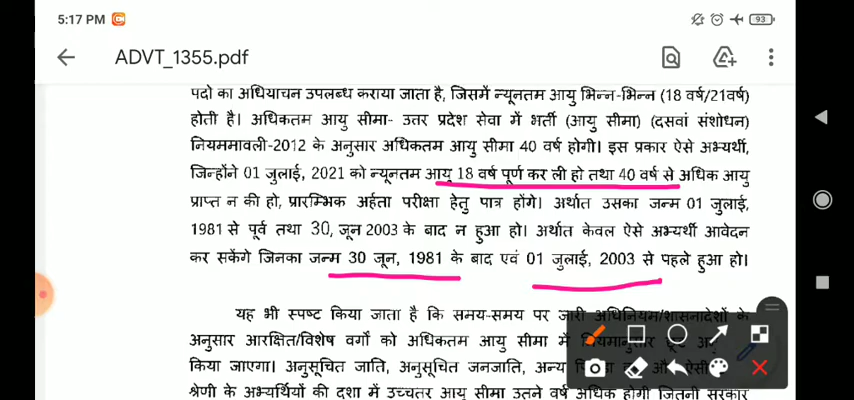 5:17 PM
93
ADVT_1355.pdf
पदो का अधियाचन उपलब्ध कराया जाता है, जिसमें न्यूनतम आयु भिन्न-भिन्न (18 वर्ष/21वर्ष)
होती है। अधिकतम आयु सीमा- उत्तर प्रदेश सेवा में भर्ती (आयु सीमा) (दसवां संशोधन)
नियममावली-2012 के अनुसार अधिकतम आयु सीमा 40 वर्ष होगी। इस प्रकार ऐसे अभ्यर्थी,
जिन्होंने 01 जुलाई, 2021 को न्यूनतम आयु 18 वर्ष पूर्ण कर ली हो तथा 40 वर्ष से अधिक आयु
प्राप्त न की हो, प्रारम्भिक अर्हता परीक्षा हेतु पात्र होंगे। अर्थात उसका जन्म 01 जुलाई,
1981 से पूर्व तथा 30, जून 2003 के बाद न हुआ हो। अर्थात केवल ऐसे अभ्यर्थी आवेदन
कर सकेंगे जिनका जन्म 30 जून, 1981 के बाद एवं 01 जुलाई, 2003 से पहले हुआ हो।
यह भी स्पष्ट किया जाता है कि समय-समय पर जारी अधिनियम/शासनादेशों के
अनुसार आरक्षित/विशेष वर्गों को अधिकतम आयु सीमा में नियमानुसार
किया जाएगा। अनुसूचित जाति, अनुसूचित जनजाति, अन्य
श्रेणी के अभ्यर्थियों की दशा में उच्चतर आयु सीमा उतने वर्ष अधिक होगी जितनी सरकार